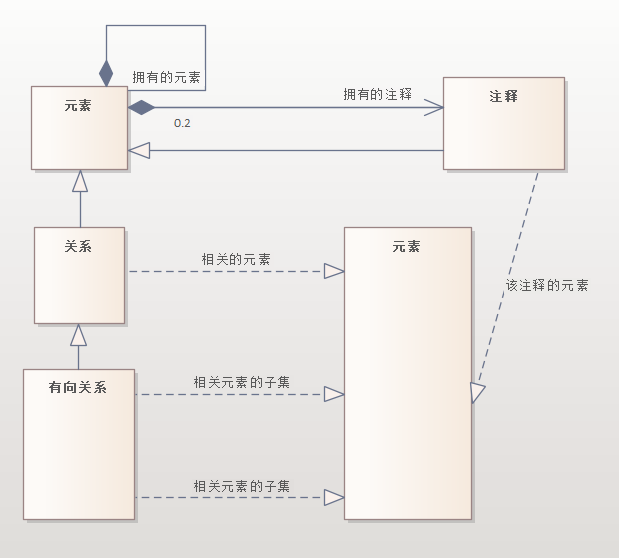 拥有的元素
元素
拥有的注释
注释
0.2
关系
相关的元素
元素
该注释的元素
有向关系
相关元素的子集
相关元素的子集